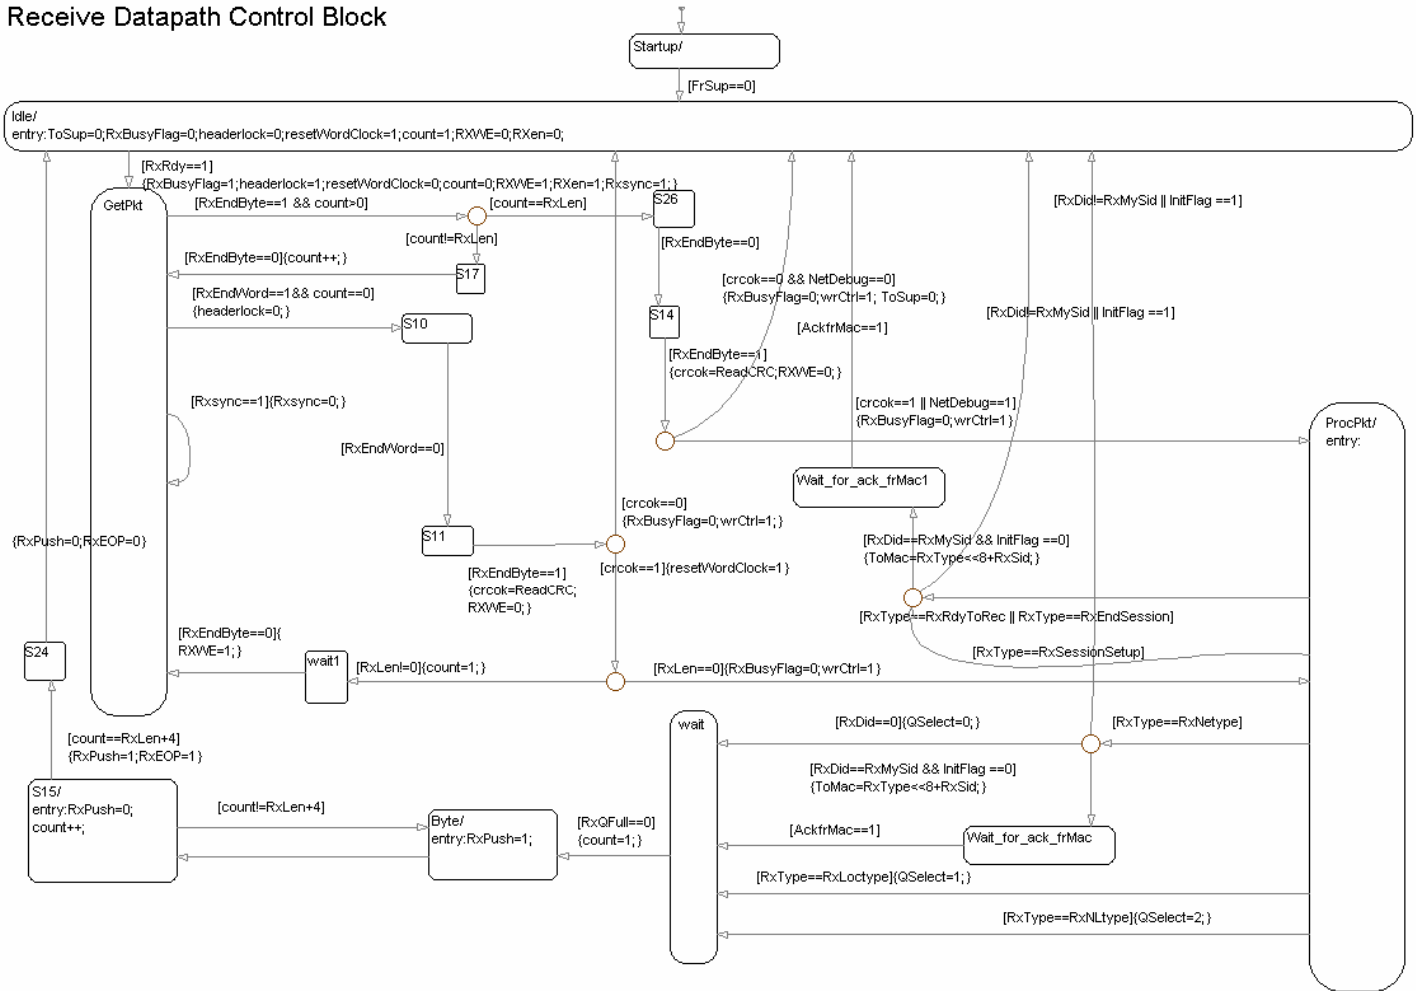 Receive Datapath Control Block
Startup/
[FrSup==0]
Idle/
entry:ToSup=0;RxBusyFlag=0;headerlock=0;resetWordClock=1;count=1;RXWE=0;RXen=0;
[RxRdy==1]
{RxBusyFlag=1;headerlock=1;resetWordClock=0;count=0;RXWE=1;RXen=1;Rxsync=1;}
GetPkt
[RxEndByte==1 && count>0]
[count==RxLen]
S26
[RxDid!=RxMySid || InitFlag ==1]
[count!=RxLen]
[RxEndByte==0]
[RxEndByte==0]{count++;}
S17
[crcok==0 && NetDebug==0]
{RxBusyFlag=0;wrCtrl=1; ToSup=0;}
[RxEndWord==1&& count==0]
{headerlock=0;}
S10
S14
[RxDid!=RxMySid || InitFlag ==1]
[AckfrMac==1]
[RxEndByte==1]
{crcok=ReadCRC;RXWE=0;}
[Rxsync==1]{Rxsync=0;}
[crcok==1 || NetDebug==1]
{RxBusyFlag=0;wrCtrl=1}
ProcPkt/
entry:
[RxEndWord==0]
Wait_for_ack_frMac1
[crcok==0]
{RxBusyFlag=0;wrCtrl=1;}
{RxPush=0;RxEOP=0}
S11
[RxDid==RxMySid && InitFlag ==0]
{ToMac=RxType<<8+RxSid;}
[RxEndByte==1]
{crcok=ReadCRC;
RXWE=0;}
[crcok==1]{resetWordClock=1}
[RxType==RxRdyToRec || RxType==RxEndSession]
[RxEndByte==0]{
RXWE=1;}
S24
wait1
[RxLen!=0]{count=1;}
[RxLen==0]{RxBusyFlag=0;wrCtrl=1}
[RxType==RxSessionSetup]
wait
[RxDid==0]{QSelect=0;}
[RxType==RxNetype]
[count==RxLen+4]
{RxPush=1;RxEOP=1}
[RxDid==RxMySid && InitFlag ==0]
{ToMac=RxType<<8+RxSid;}
S15/
entry:RxPush=0;
count++;
[count!=RxLen+4]
Byte/
entry:RxPush=1;
[RxQFull==0]
{count=1;}
[AckfrMac==1]
Wait_for_ack_frMac
[RxType==RxLoctype]{QSelect=1;}
[RxType==RxNLtype]{QSelect=2;}